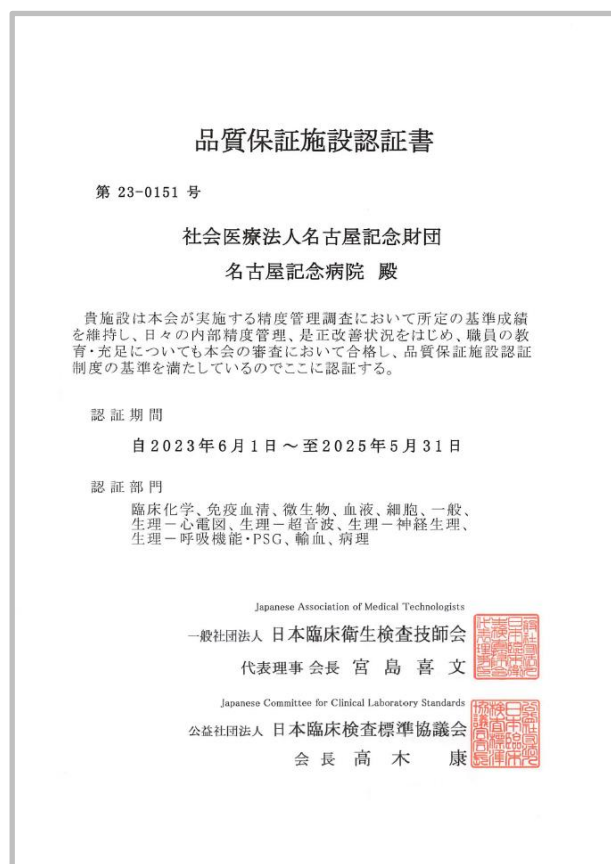 品質保証施設認証書
第 23-0151 号
社会医療法人名古屋記念財団
名古屋記念病院 殿
貴施設は本会が実施する精度管理調査において所定の基準成績
を維持し、日々の内部精度管理、是正改善状況をはじめ、職員の教
育・充足についても本会の審査において合格し、品質保証施設認証
制度の基準を満たしているのでここに認証する。
認証期間
自2023年6月1日～至2025年5月31日
認証部門
臨床化学、免疫血清、微生物、血液、細胞、一般、
生理－心電図、生理－超音波、生理－神経生理、
生理－呼吸機能・PSG、輸血、病理
Japanese Association of Medical Technologists
一般社団法人 日本臨床衛生検査技師会
代表理事 会長 宮島喜文
Japanese Committee for Clinical Laboratory Standards
公益社団法人 日本臨床検査標準協議会
会長 高木 康